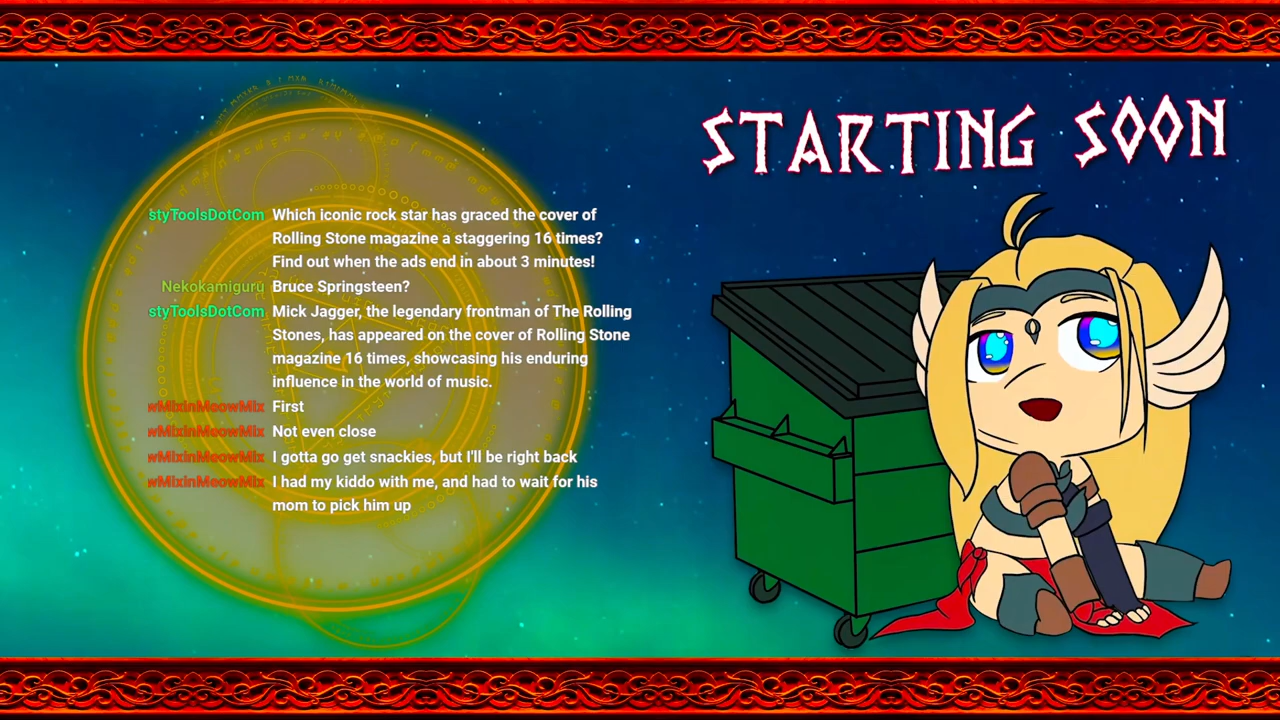 STARTING SOON
styToolsDotCom Which iconic rock star has graced the cover of
Rolling Stone magazine a staggering 16 times?
Find out when the ads end in about 3 minutes!
Nekokamiguru Bruce Springsteen?
styToolsDotCom Mick Jagger, the legendary frontman of The Rolling
Stones, has appeared on the cover of Rolling Stone
magazine 16 times, showcasing his enduring
influence in the world of music.
wMixinMeowMix First
wMixinMeowMix Not even close
wMixinMeowMix I gotta go get snackies, but I'll be right back
wMixinMeowMix I had my kiddo with me, and had to wait for his
mom to pick him up